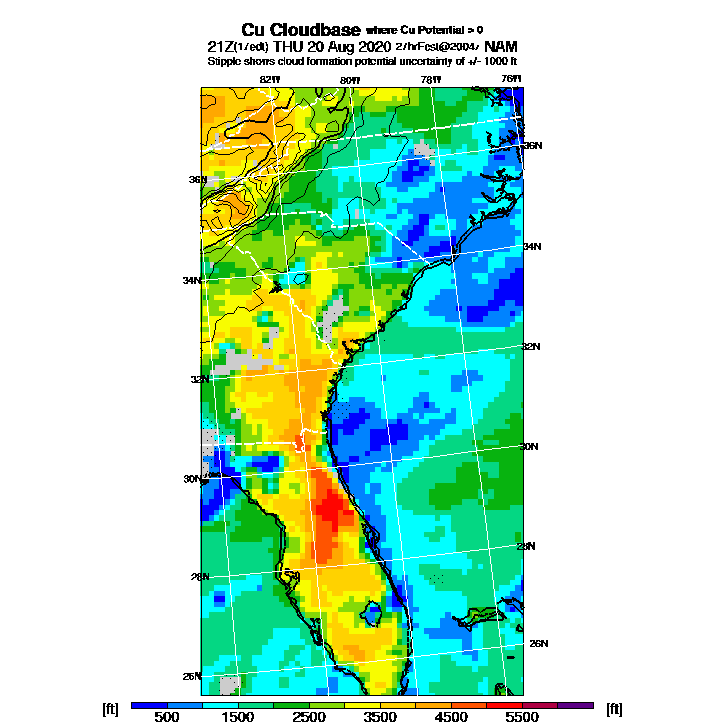 Cu Cloudbase where Cu Potential > 0
21Z(17edt) THU 20 Aug 2020 27hrFcst@2004z NAM
Stipple shows cloud formation potential uncertainty of +/- 1000 ft
82W 80W 78W 76W
36N
36N
34N
34N
32N
32N
30N
30N
28N
28N
26N
26N
[ft] 500 1500 2500 3500 4500 5500 [ft]